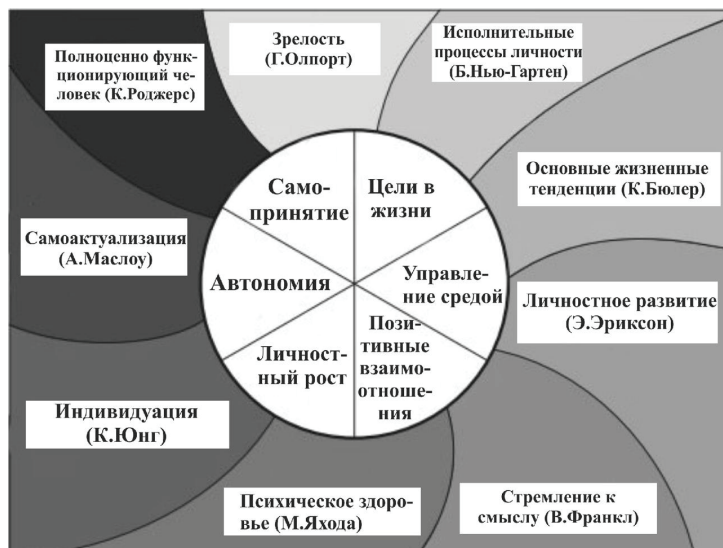 Полноценно функ-
ционирующий че-
ловек (К.Роджерс)
Зрелость
(Г.Олпорт)
Исполнительные
процессы личности
(Б.Нью-Гартен)
Основные жизненные
тенденции (К.Бюлер)
Личностное развитие
(Э.Эриксон)
Стремление к
смыслу (В.Франкл)
Психическое здоро-
вье (М.Яхода)
Индивидуация
(К.Юнг)
Самоактуализация
(А.Маслоу)
Само-
принятие
Цели в
жизни
Управле-
ние средой
Пози-
тивные
взаимо-
отноше-
ния
Личност-
ный рост
Автономия